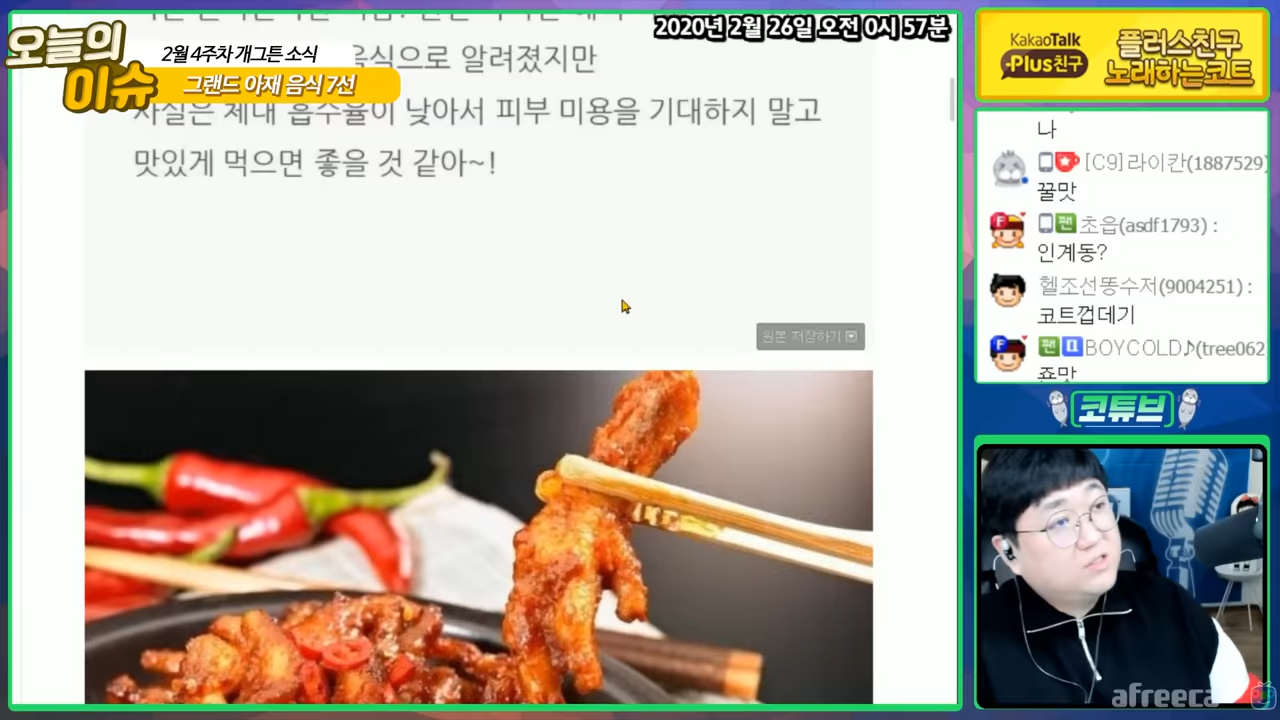 오늘의
이슈
2월 4주차 개그튼 소식
그랜드 아재 음식 7선
2020년 2월 26일 오전 0시 57분
음식으로 알려졌지만
사실은 체내 흡수율이 낮아서 피부 미용을 기대하지 말고
맛있게 먹으면 좋을 것 같아~!
원본 저장하기
KakaoTalk
Plus친구
플러스친구
노래하는코트
나
[C9]라이칸(1887529)
꿀맛
팬 초읍(asdf1793) :
인계동?
헬조선똥수저(9004251) :
코트껍데기
팬 BOYCOLD♪(tree062
죤맛
코튜브
afreeca